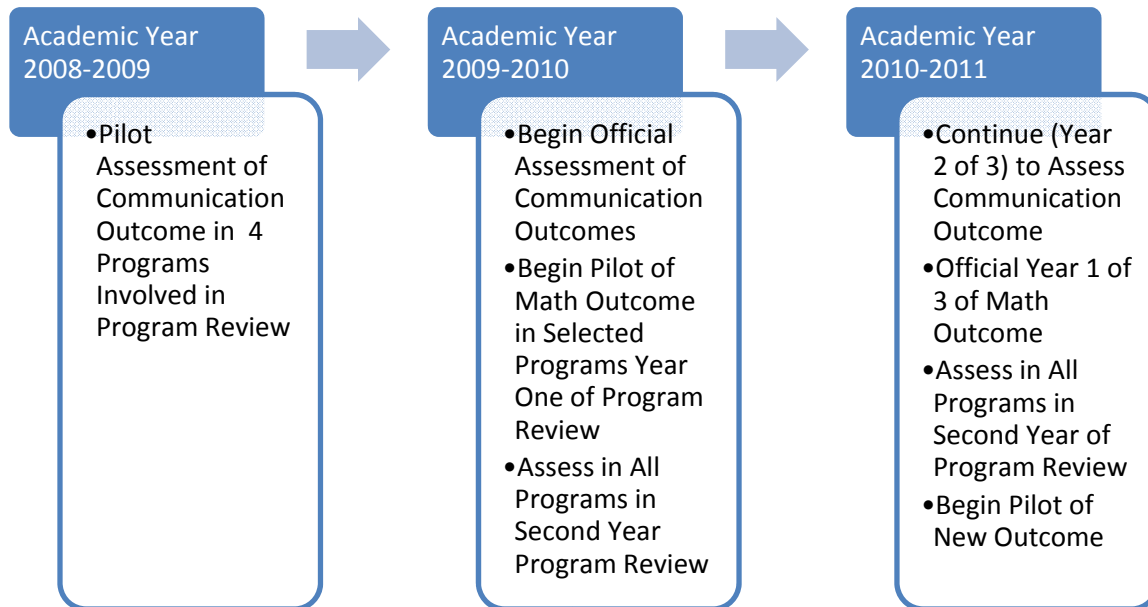 Academic Year
2008-2009
•Pilot
Assessment of
Communication
Outcome in 4
Programs
Involved in
Program Review
Academic Year
2009-2010
•Begin Official
Assessment of
Communication
Outcomes
•Begin Pilot of
Math Outcome
in Selected
Programs Year
One of Program
Review
•Assess in All
Programs in
Second Year
Program Review
Academic Year
2010-2011
•Continue (Year
2 of 3) to Assess
Communication
Outcome
•Official Year 1 of
3 of Math
Outcome
•Assess in All
Programs in
Second Year of
Program Review
•Begin Pilot of
New Outcome